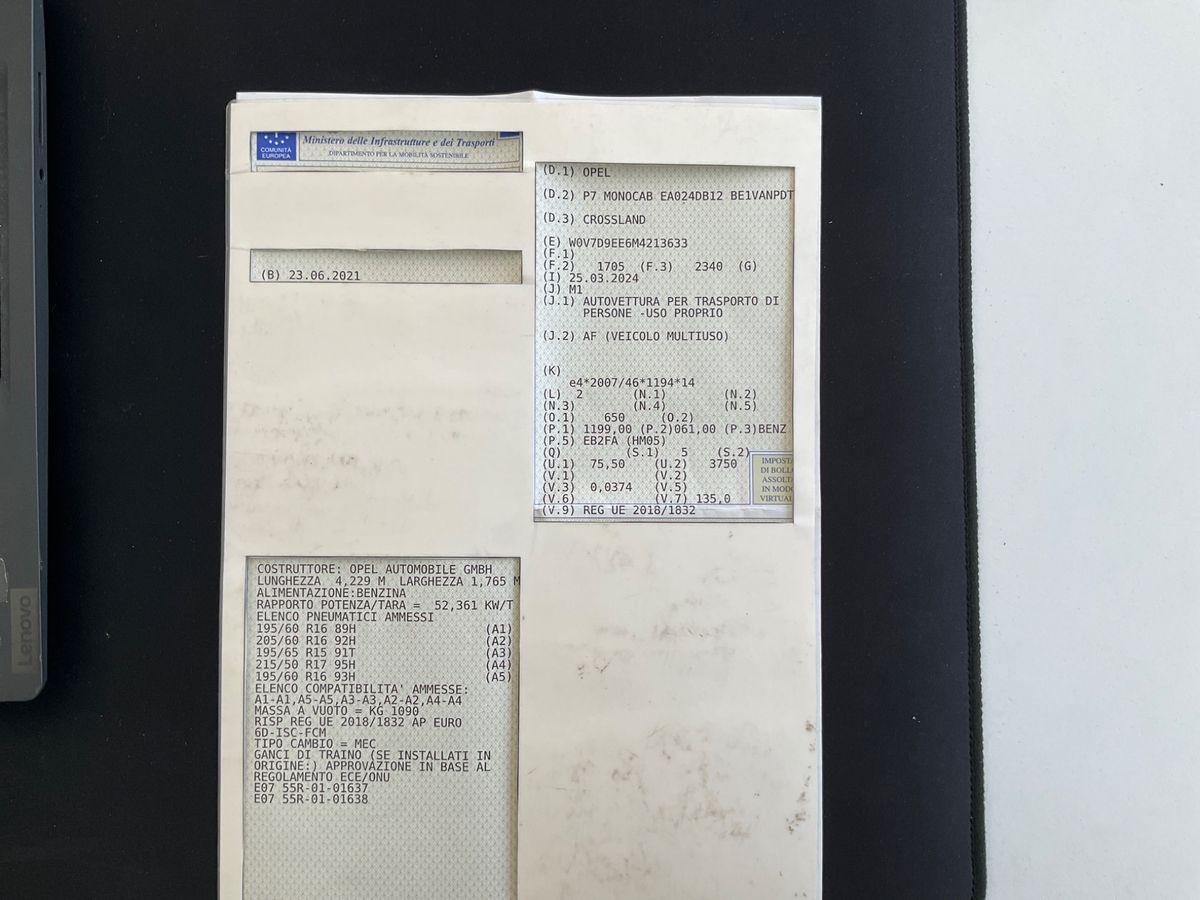 COMUNITÀ
EUROPEA
Ministero delle Infrastrutture e dei Trasporti
DIPARTIMENTO PER LA MOBILITÀ SOSTENIBILE
(B) 23.06.2021
(D.1) OPEL
(D.2) P7 MONOCAB EA024DB12 BE1VANPDT
(D.3) CROSSLAND
(E) W0V7D9EE6M4213633
(F.1)
(F.2) 1705 (F.3) 2340 (G)
(I) 25.03.2024
(J) M1
(J.1) AUTOVETTURA PER TRASPORTO DI
PERSONE -USO PROPRIO
(J.2) AF (VEICOLO MULTIUSO)
(K)
e4*2007/46*1194*14
(L) 2 (N.1) (N.2)
(N.3) (N.4) (N.5)
(O.1) 650 (O.2)
(P.1) 1199,00 (P.2)061,00 (P.3)BENZ
(P.5) EB2FA (HM05)
(Q) (S.1) 5 (S.2)
(U.1) 75,50 (U.2) 3750
(V.1) (V.2)
(V.3) 0,0374 (V.5)
(V.6) (V.7) 135,0
(V.9) REG UE 2018/1832
IMPOSTA
DI BOLL
ASSOLT
IN MOD
VIRTUAL
COSTRUTTORE: OPEL AUTOMOBILE GMBH
LUNGHEZZA 4,229 M LARGHEZZA 1,765 M
ALIMENTAZIONE:BENZINA
RAPPORTO POTENZA/TARA = 52,361 KW/T
ELENCO PNEUMATICI AMMESSI
195/60 R16 89H (A1)
205/60 R16 92H (A2)
195/65 R15 91T (A3)
215/50 R17 95H (A4)
195/60 R16 93H (A5)
ELENCO COMPATIBILITA' AMMESSE:
A1-A1,A5-A5,A3-A3,A2-A2,A4-A4
MASSA A VUOTO = KG 1090
RISP REG UE 2018/1832 AP EURO
6D-ISC-FCM
TIPO CAMBIO = MEC
GANCI DI TRAINO (SE INSTALLATI IN
ORIGINE:) APPROVAZIONE IN BASE AL
REGOLAMENTO ECE/ONU
E07 55R-01-01637
E07 55R-01-01638
Lenovo